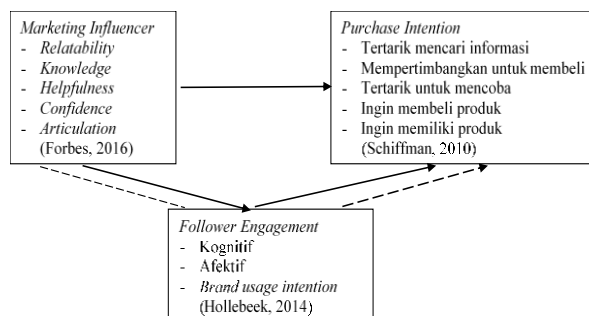 Marketing Influencer
- Relatability
- Knowledge
- Helpfulness
- Confidence
- Articulation
(Forbes, 2016)
Purchase Intention
- Tertarik mencari informasi
- Mempertimbangkan untuk membeli
- Tertarik untuk mencoba
- Ingin membeli produk
- Ingin memiliki produk
(Schiffman, 2010)
Follower Engagement
- Kognitif
- Afektif
- Brand usage intention
(Hollebeek, 2014)